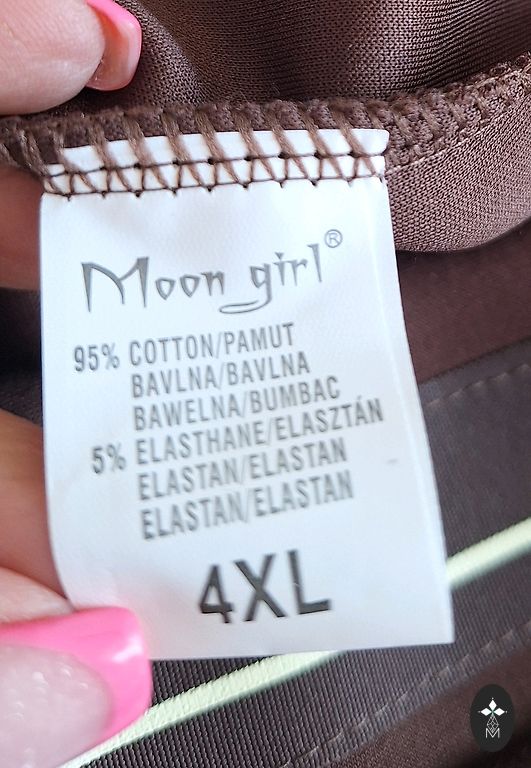 Moon girl®
95% COTTON/PAMUT
BAVLNA/BAVLNA
BAWELNA/BUMBAC
5% ELASTHANE/ELASZTÁN
ELASTAN/ELASTAN
ELASTAN/ELASTAN
4XL
M